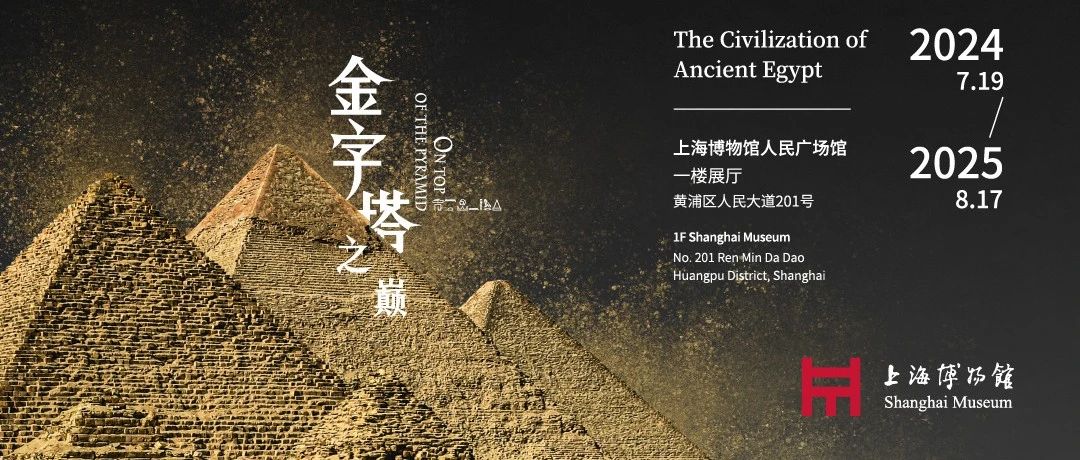 金字塔之巅
ON TOP
OF THE PYRAMID
The Civilization of
Ancient Egypt
上海博物馆人民广场馆
一楼展厅
黄浦区人民大道201号
1F Shanghai Museum
No. 201 Ren Min Da Dao
Huangpu District, Shanghai
2024
7.19
2025
8.17
上海博物馆
Shanghai Museum